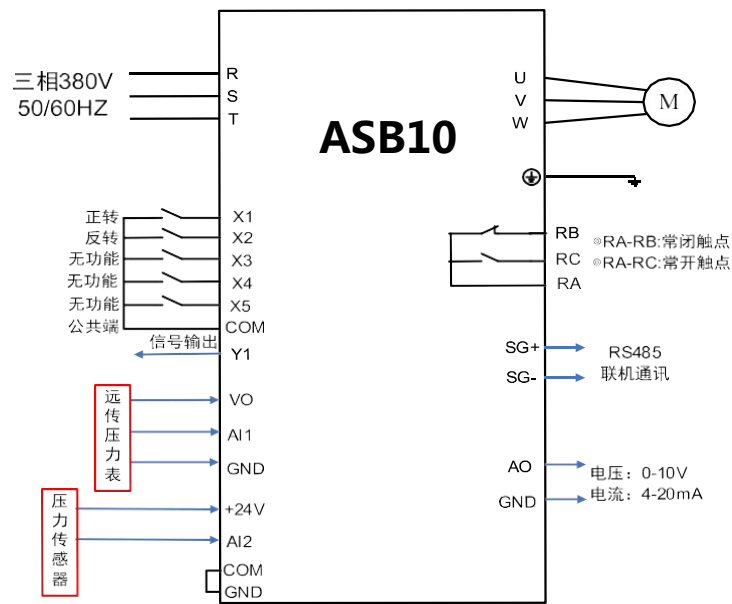 三相380V
50/60HZ
R
S
T
ASB10
U
V
W
M
正转
X1
反转
X2
无功能
X3
无功能
X4
无功能
X5
公共端
COM
信号输出
Y1
RB
RC
RA
◎RA-RB:常闭触点
◎RA-RC:常开触点
SG+
SG-
RS485
联机通讯
远传压力表
VO
AI1
GND
压力传感器
+24V
AI2
COM
GND
AO
GND
电压：0-10V
电流：4-20mA